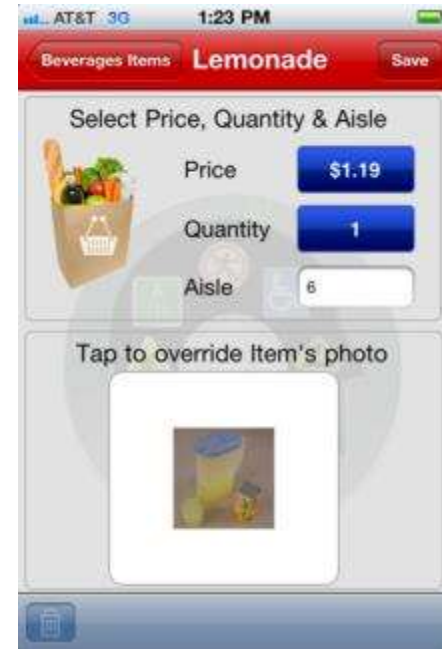 AT&T 3G 1:23 PM
Beverages Items Lemonade Save
Select Price, Quantity & Aisle
Price $1.19
Quantity 1
Aisle 6
Tap to override Item's photo